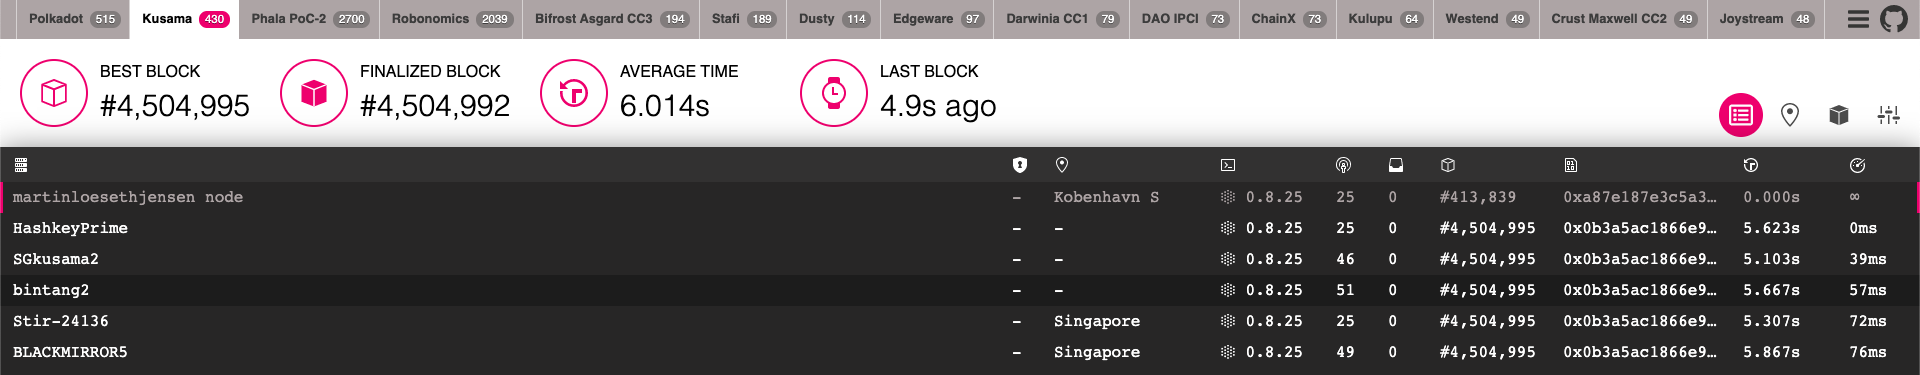 Polkadot 515 Kusama 430 Phala PoC-2 2700 Robonomics 2039 Bifrost Asgard CC3 194 Stafi 189 Dusty 114 Edgeware 97 Darwinia CC1 79 DAO IPCI 73 ChainX 73 Kulupu 64 Westend 49 Crust Maxwell CC2 49 Joystream 48
BEST BLOCK
#4,504,995
FINALIZED BLOCK
#4,504,992
AVERAGE TIME
6.014s
LAST BLOCK
4.9s ago
martinloesethjensen node – Kobenhavn S 0.8.25 25 0 #413,839 0xa87e187e3c5a3… 0.000s ∞
HashkeyPrime – – 0.8.25 25 0 #4,504,995 0x0b3a5ac1866e9… 5.623s 0ms
SGkusama2 – – 0.8.25 46 0 #4,504,995 0x0b3a5ac1866e9… 5.103s 39ms
bintang2 – – 0.8.25 51 0 #4,504,995 0x0b3a5ac1866e9… 5.667s 57ms
Stir-24136 – Singapore 0.8.25 25 0 #4,504,995 0x0b3a5ac1866e9… 5.307s 72ms
BLACKMIRROR5 – Singapore 0.8.25 49 0 #4,504,995 0x0b3a5ac1866e9… 5.867s 76ms